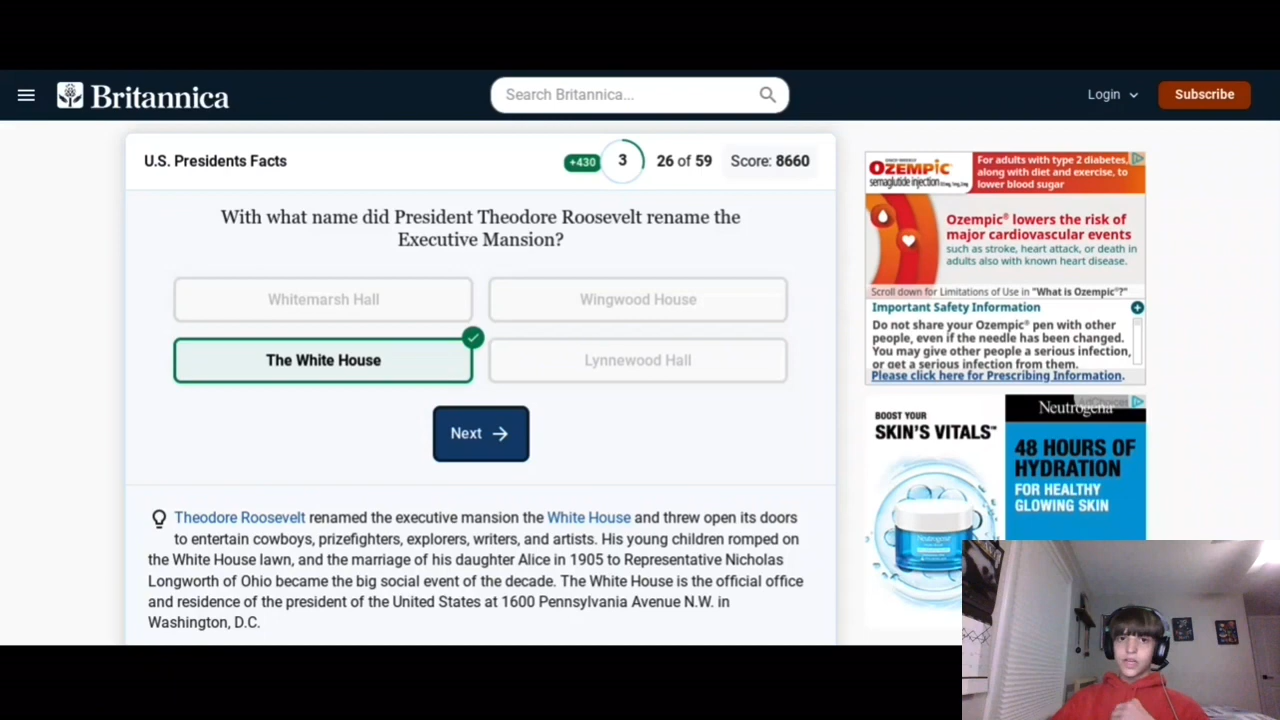 Britannica
Search Britannica...
Login
Subscribe
U.S. Presidents Facts
+430
3
26 of 59
Score: 8660
With what name did President Theodore Roosevelt rename the
Executive Mansion?
Whitemarsh Hall
Wingwood House
The White House
Lynnewood Hall
Next
Theodore Roosevelt renamed the executive mansion the White House and threw open its doors
to entertain cowboys, prizefighters, explorers, writers, and artists. His young children romped on
the White House lawn, and the marriage of his daughter Alice in 1905 to Representative Nicholas
Longworth of Ohio became the big social event of the decade. The White House is the official office
and residence of the president of the United States at 1600 Pennsylvania Avenue N.W. in
Washington, D.C.
OZEMPIC®
semaglutide injection
For adults with type 2 diabetes,
along with diet and exercise, to
lower blood sugar
Ozempic® lowers the risk of
major cardiovascular events
such as stroke, heart attack, or death in
adults also with known heart disease.
Scroll down for Limitations of Use in "What is Ozempic®?"
Important Safety Information
Do not share your Ozempic® pen with other
people, even if the needle has been changed.
You may give other people a serious infection,
or get a serious infection from them.
Please click here for Prescribing Information.
BOOST YOUR
SKIN'S VITALS™
AdChoices
Neutrogena
48 HOURS OF
HYDRATION
FOR HEALTHY
GLOWING SKIN